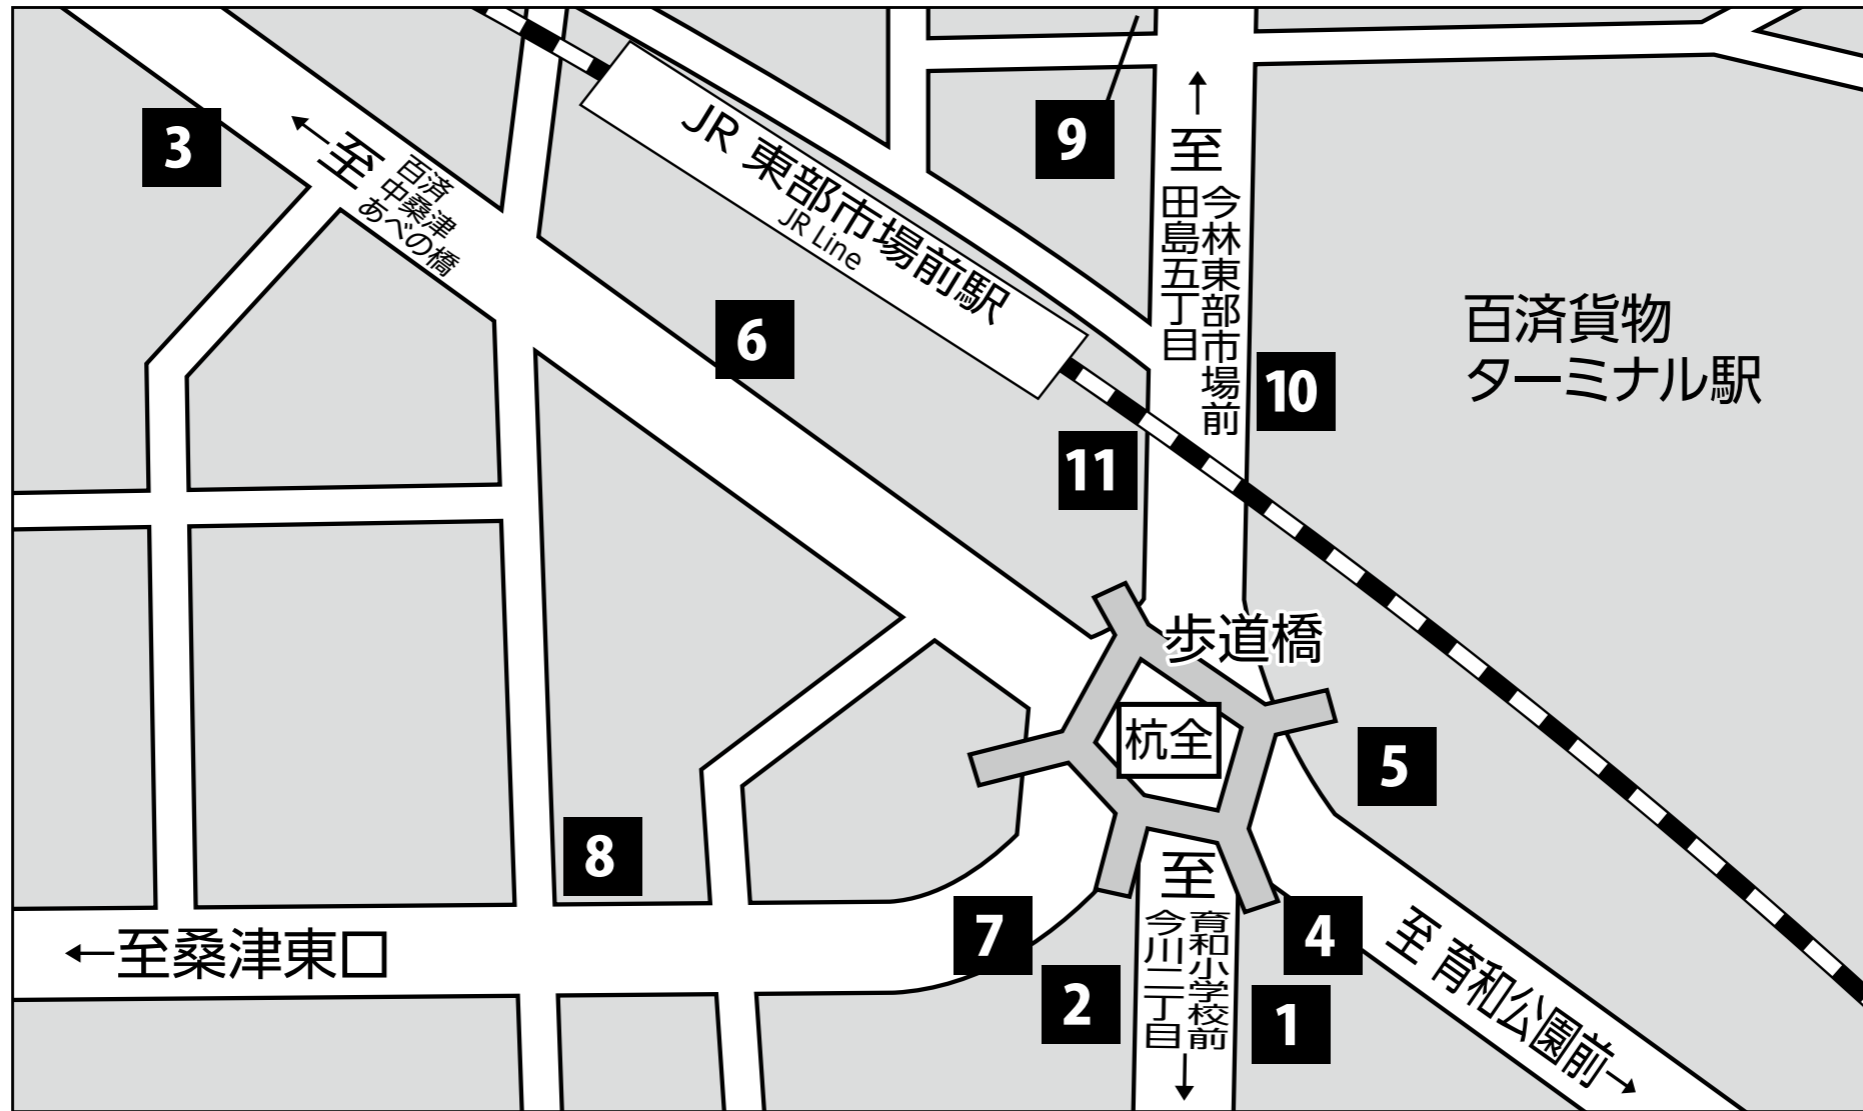 3
←至
百済
中桑津
あべの橋
JR 東部市場前駅
JR Line
9
↑
至
今林東部市場前
田島五丁目
百済貨物
ターミナル駅
6
10
11
歩道橋
杭全
5
8
←至桑津東口
7
至
育和小学校前
今川二丁目
↓
4
2
1
至 育和公園前→